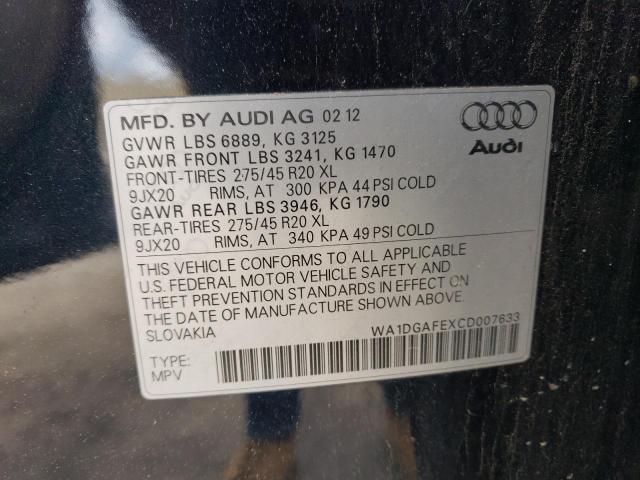 MFD. BY AUDI AG 02 12
GVWR LBS 6889, KG 3125
GAWR FRONT LBS 3241, KG 1470
FRONT-TIRES 275/45 R20 XL
9JX20 RIMS, AT 300 KPA 44 PSI COLD
GAWR REAR LBS 3946, KG 1790
REAR-TIRES 275/45 R20 XL
9JX20 RIMS, AT 340 KPA 49 PSI COLD
Audi
THIS VEHICLE CONFORMS TO ALL APPLICABLE
U.S. FEDERAL MOTOR VEHICLE SAFETY AND
THEFT PREVENTION STANDARDS IN EFFECT ON
THE DATE OF MANUFACTURE SHOWN ABOVE.
SLOVAKIA
WA1DGAFEXCD007633
TYPE:
MPV